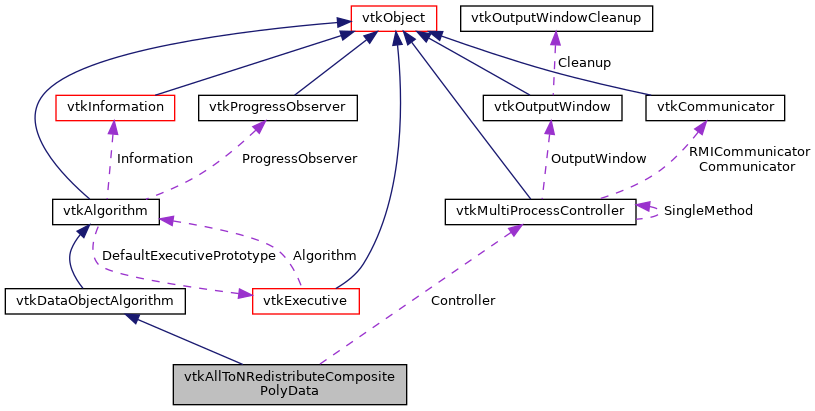 vtkObject
vtkOutputWindowCleanup
Cleanup
vtkInformation
vtkProgressObserver
vtkOutputWindow
vtkCommunicator
Information
ProgressObserver
OutputWindow
RMICommunicator
Communicator
vtkAlgorithm
vtkMultiProcessController
SingleMethod
DefaultExecutivePrototype
Algorithm
vtkDataObjectAlgorithm
vtkExecutive
Controller
vtkAllToNRedistributeComposite
PolyData